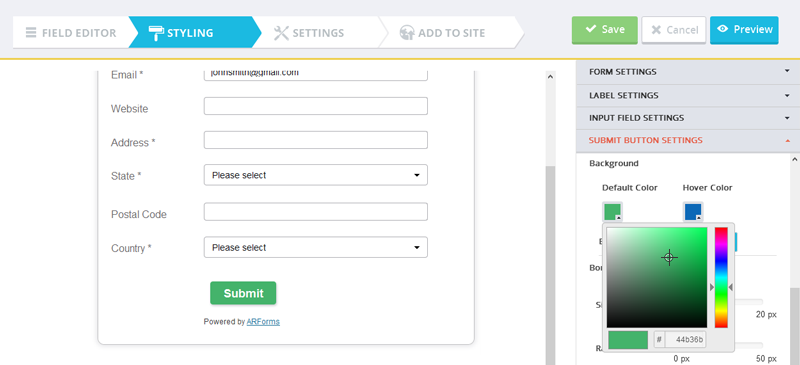 FIELD EDITOR
STYLING
SETTINGS
ADD TO SITE
Save
Cancel
Preview
Email *
johnsmith@gmail.com
Website
Address *
State *
Please select
Postal Code
Country *
Please select
Submit
Powered by ARForms
FORM SETTINGS
LABEL SETTINGS
INPUT FIELD SETTINGS
SUBMIT BUTTON SETTINGS
Background
Default Color
Hover Color
20 px
# 44b36b
0 px
50 px